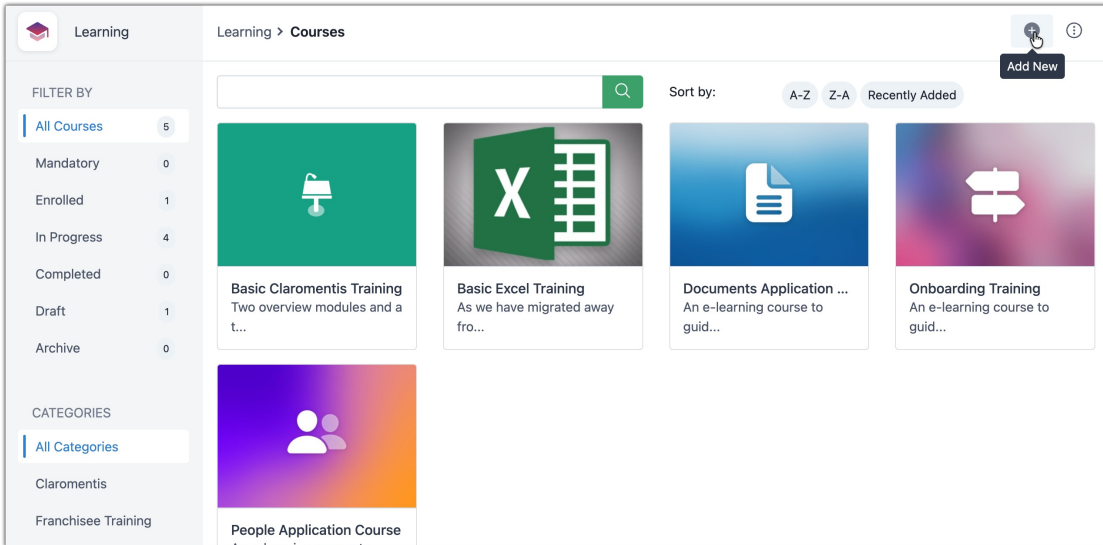 Learning
Learning > Courses
Add New
FILTER BY
All Courses 5
Mandatory 0
Enrolled 1
In Progress 4
Completed 0
Draft 1
Archive 0
CATEGORIES
All Categories
Claromentis
Franchisee Training
Sort by:
A-Z Z-A Recently Added
Basic Claromentis Training
Two overview modules and a
t...
X
Basic Excel Training
As we have migrated away
fro...
Documents Application ...
An e-learning course to
guid...
Onboarding Training
An e-learning course to
guid...
People Application Course